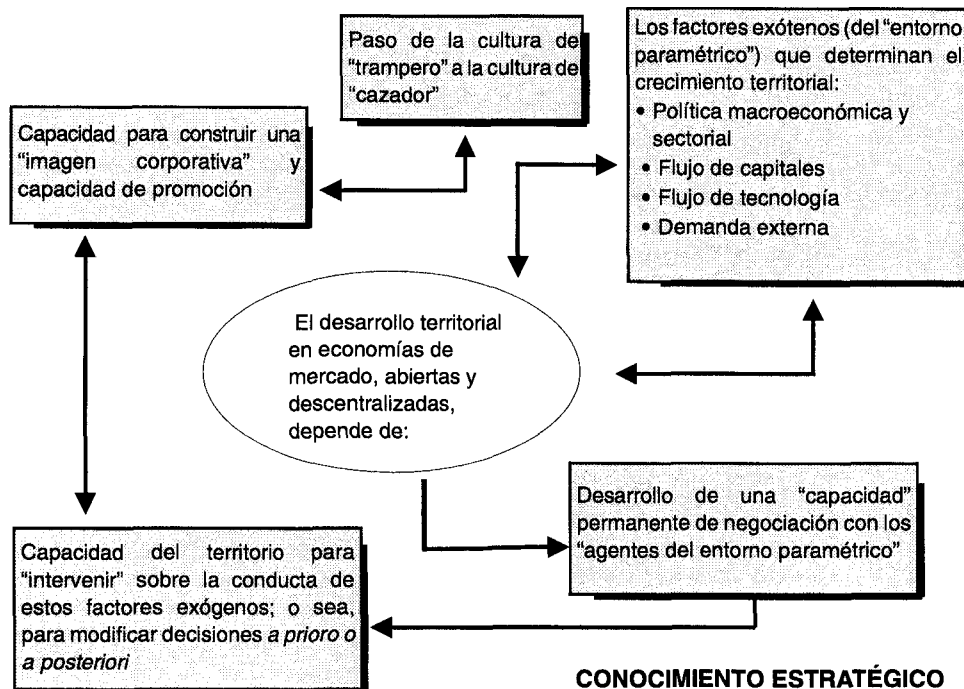 Paso de la cultura de
"trampero" a la cultura de
"cazador"
Los factores exótenos (del "entorno
paramétrico") que determinan el
crecimiento territorial:
• Política macroeconómica y
sectorial
• Flujo de capitales
• Flujo de tecnología
• Demanda externa
Capacidad para construir una
"imagen corporativa" y
capacidad de promoción
El desarrollo territorial
en economías de
mercado, abiertas y
descentralizadas,
depende de:
Desarrollo de una "capacidad"
permanente de negociación con los
"agentes del entorno paramétrico"
Capacidad del territorio para
"intervenir" sobre la conducta de
estos factores exógenos; o sea,
para modificar decisiones a prioro o
a posteriori
CONOCIMIENTO ESTRATÉGICO